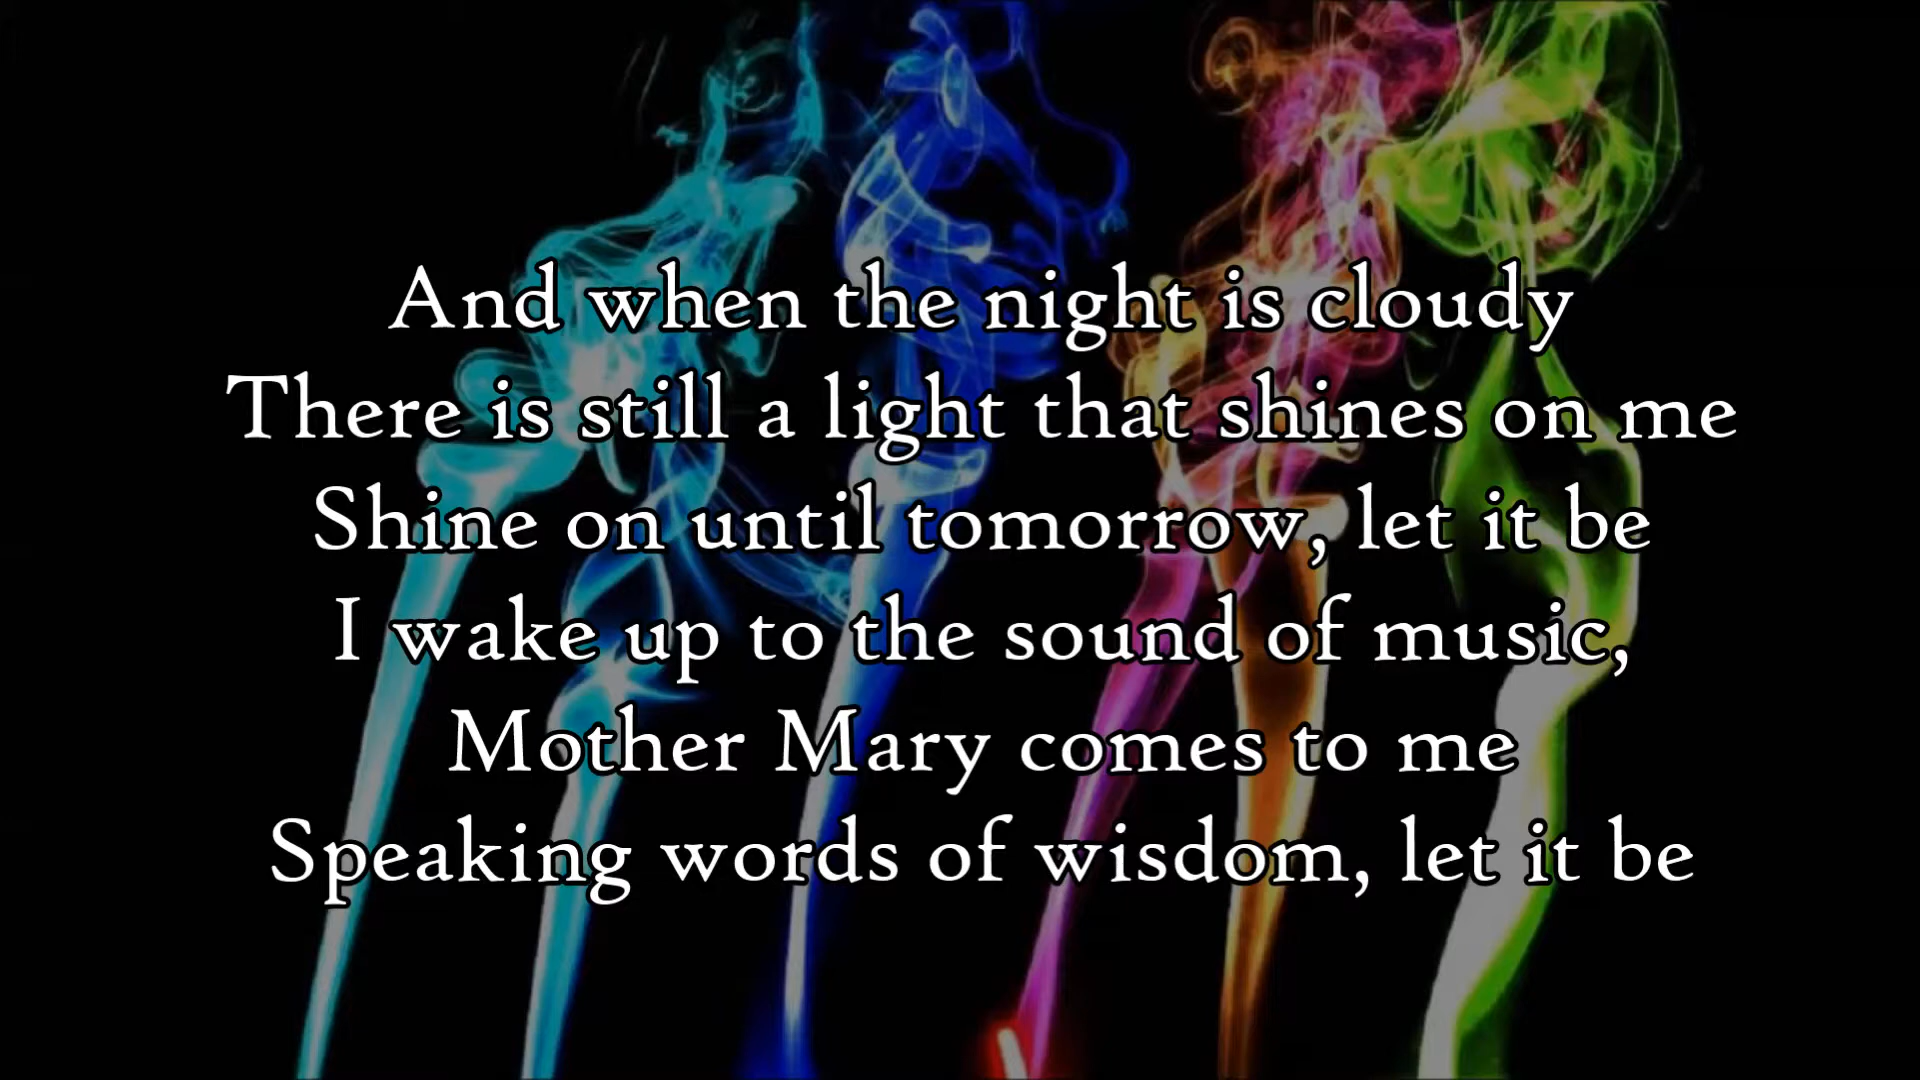 And when the night is cloudy
There is still a light that shines on me
Shine on until tomorrow, let it be
I wake up to the sound of music,
Mother Mary comes to me
Speaking words of wisdom, let it be